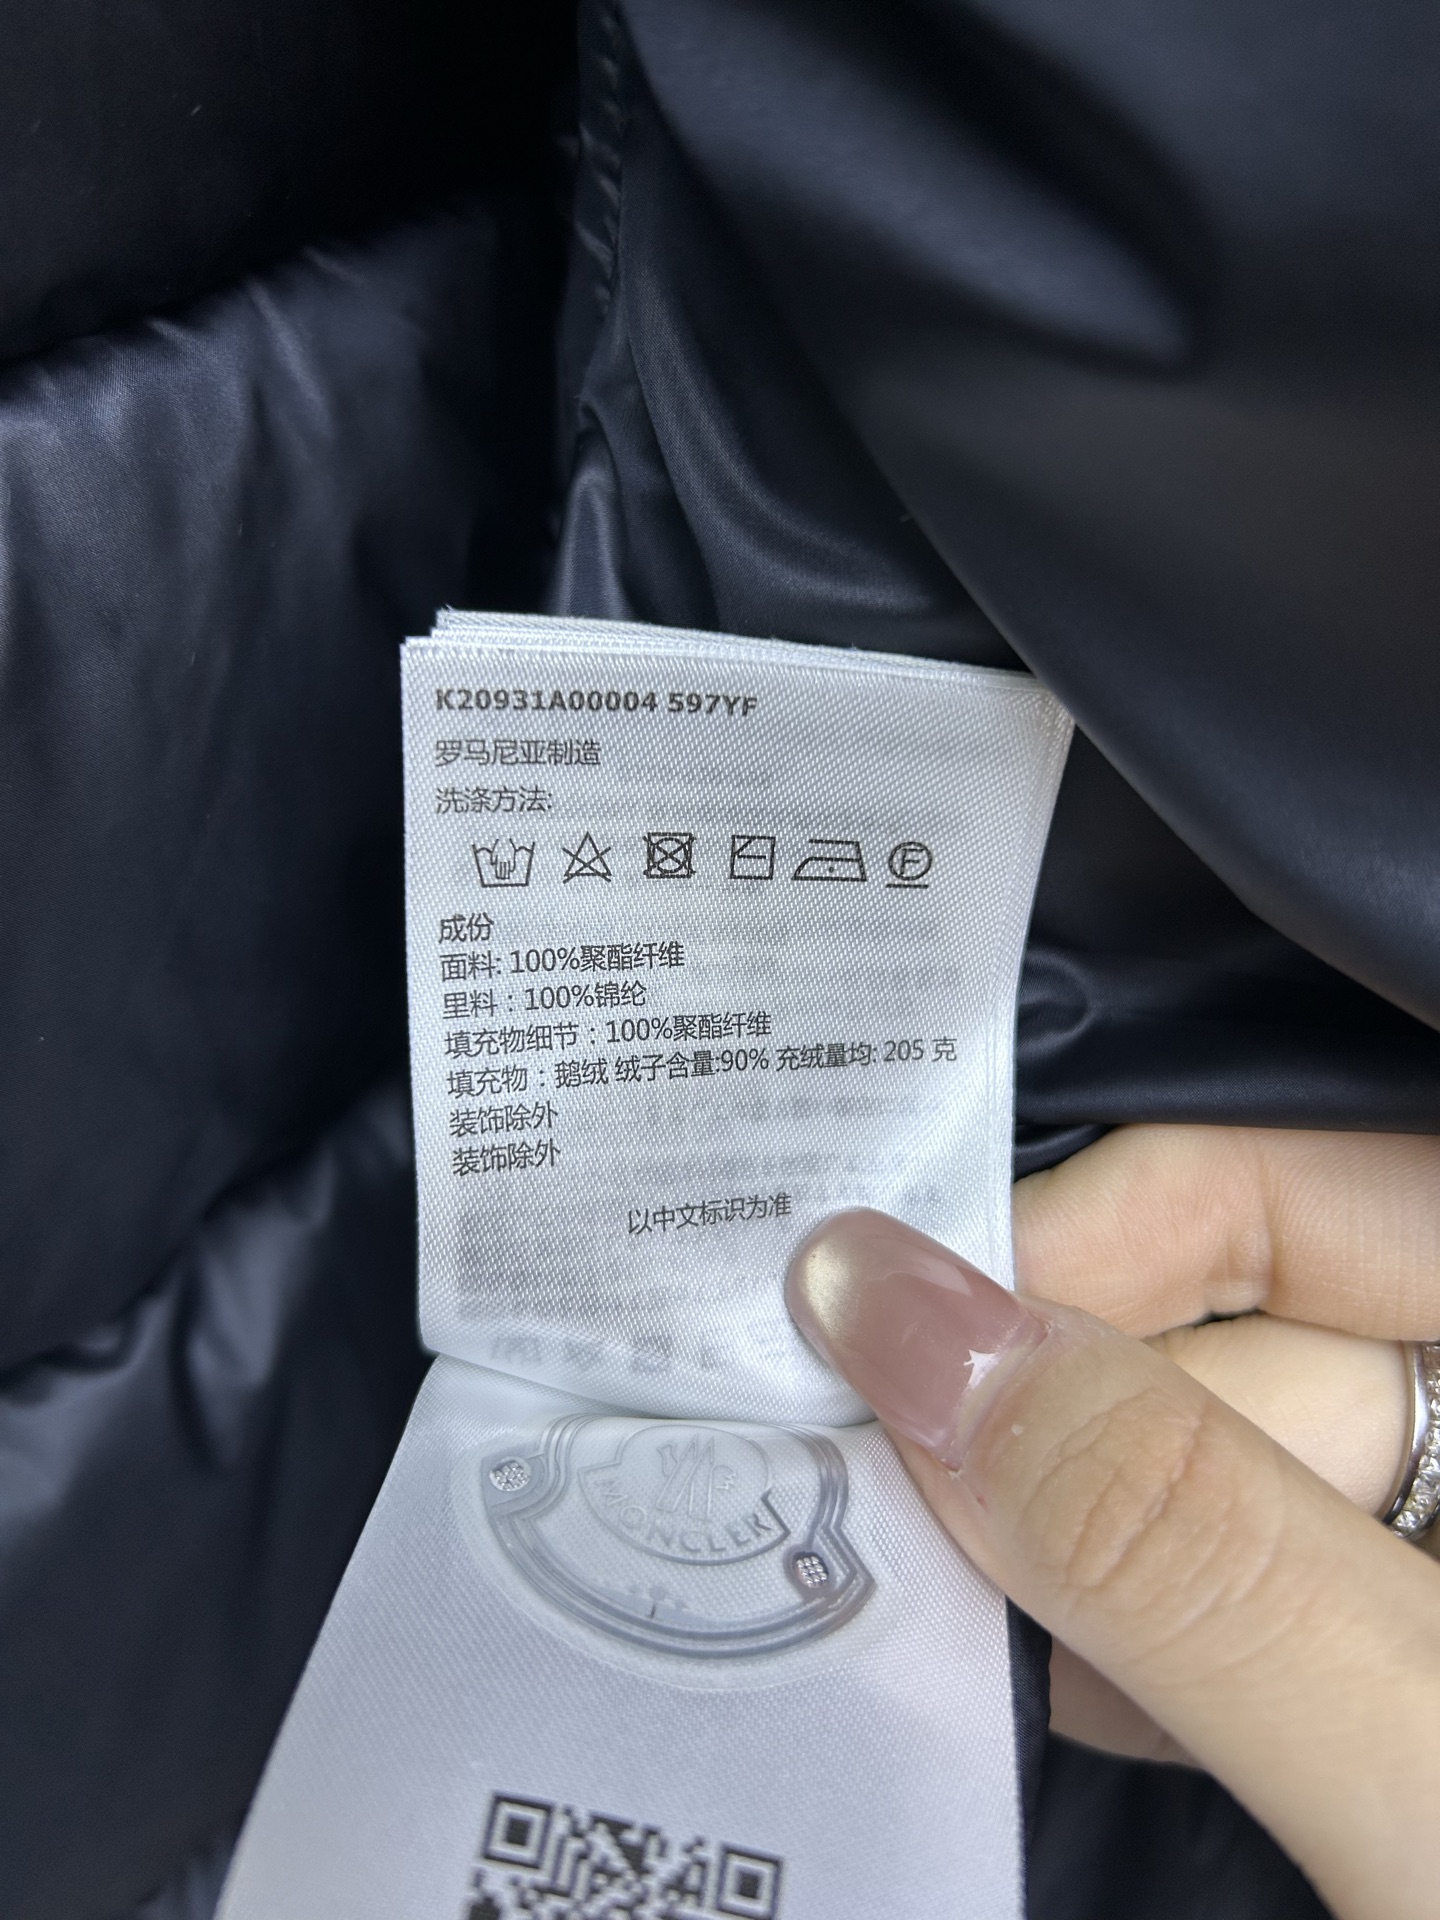 K20931A00004 597YF
罗马尼亚制造
洗涤方法:
F
成份
面料: 100%聚酯纤维
里料：100%锦纶
填充物细节：100%聚酯纤维
填充物：鹅绒 绒子含量:90% 充绒量均: 205 克
装饰除外
装饰除外
以中文标识为准
MONCLER